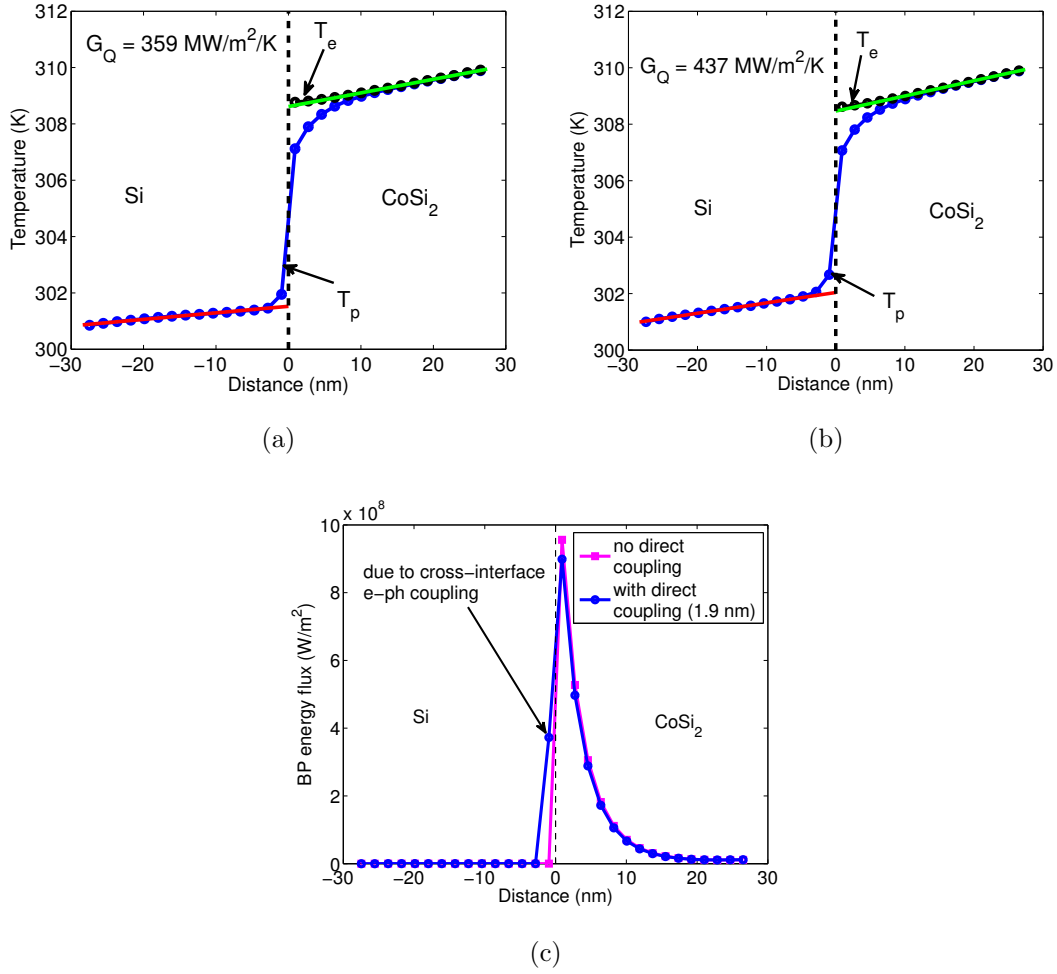 G_Q = 359 MW/m²/K
T_e
Temperature (K)
310
308
306
304
302
300
Si
CoSi₂
T_p
−30 −20 −10 0 10 20 30
Distance (nm)
(a)
G_Q = 437 MW/m²/K
T_e
Temperature (K)
310
308
306
304
302
300
Si
CoSi₂
T_p
−30 −20 −10 0 10 20 30
Distance (nm)
(b)
x 10⁸
10
8
6
4
2
0
BP energy flux (W/m²)
due to cross−interface
e−ph coupling
no direct
coupling
with direct
coupling (1.9 nm)
Si
CoSi₂
−30 −20 −10 0 10 20 30
Distance (nm)
(c)